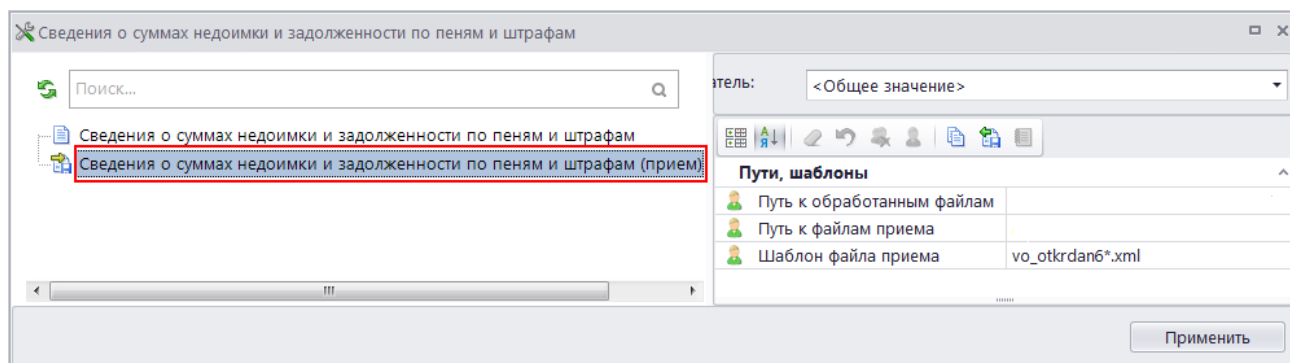 Сведения о суммах недоимки и задолженности по пеням и штрафам
Поиск...
Сведения о суммах недоимки и задолженности по пеням и штрафам
Сведения о суммах недоимки и задолженности по пеням и штрафам (прием)
атель:
<Общее значение>
Пути, шаблоны
Путь к обработанным файлам
Путь к файлам приема
Шаблон файла приема vo_otkrdan6*.xml
Применить